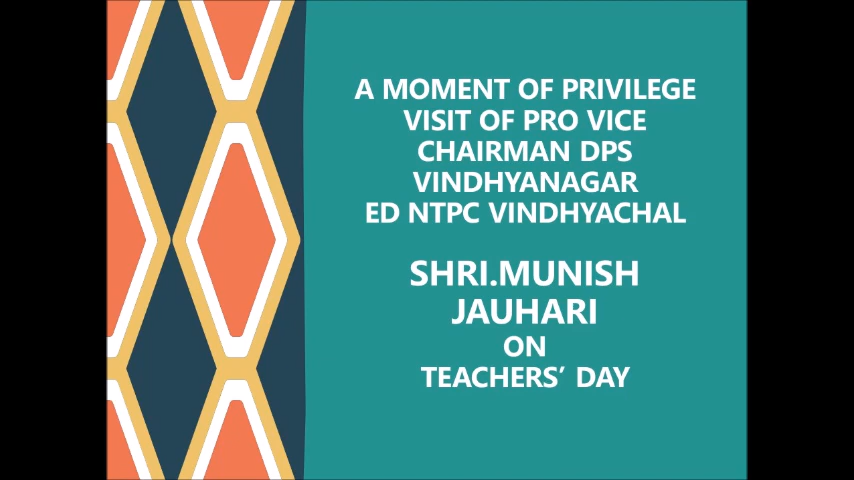 A MOMENT OF PRIVILEGE
VISIT OF PRO VICE
CHAIRMAN DPS
VINDHYANAGAR
ED NTPC VINDHYACHAL
SHRI.MUNISH
JAUHARI
ON
TEACHERS’ DAY